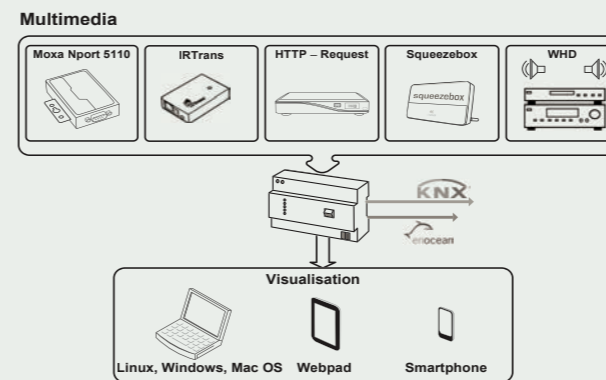 Multimedia
Moxa Nport 5110
IRTrans
HTTP – Request
Squeezebox
WHD
squeezebox
KNX
enocean
Visualisation
Linux, Windows, Mac OS
Webpad
Smartphone